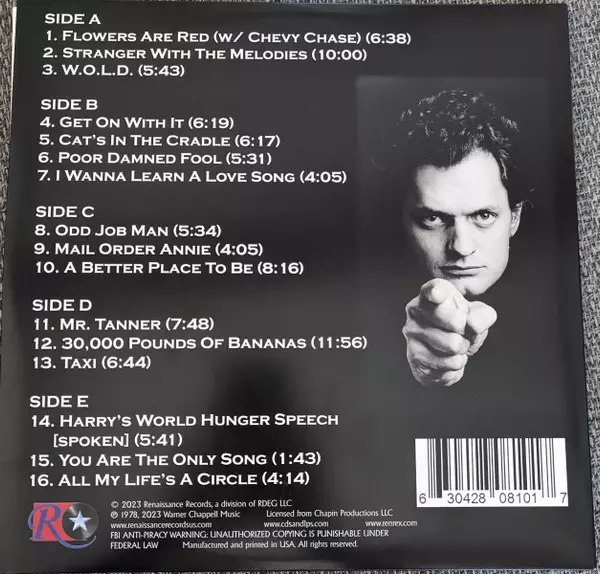 SIDE A
1. FLOWERS ARE RED (W/ CHEVY CHASE) (6:38)
2. STRANGER WITH THE MELODIES (10:00)
3. W.O.L.D. (5:43)
SIDE B
4. GET ON WITH IT (6:19)
5. CAT'S IN THE CRADLE (6:17)
6. POOR DAMNED FOOL (5:31)
7. I WANNA LEARN A LOVE SONG (4:05)
SIDE C
8. ODD JOB MAN (5:34)
9. MAIL ORDER ANNIE (4:05)
10. A BETTER PLACE TO BE (8:16)
SIDE D
11. MR. TANNER (7:48)
12. 30,000 POUNDS OF BANANAS (11:56)
13. TAXI (6:44)
SIDE E
14. HARRY'S WORLD HUNGER SPEECH
[SPOKEN] (5:41)
15. YOU ARE THE ONLY SONG (1:43)
16. ALL MY LIFE'S A CIRCLE (4:14)
6 30428 08101 7
R
© 2023 Renaissance Records, a division of RDEG LLC
℗ 1978, 2023 Warner Chappell Music Licensed from Chapin Productions LLC
www.renaissancerecordsus.com www.cdsandlps.com www.renrex.com
FBI ANTI-PIRACY WARNING: UNAUTHORIZED COPYING IS PUNISHABLE UNDER
FEDERAL LAW Manufactured and printed in USA. All rights reserved.